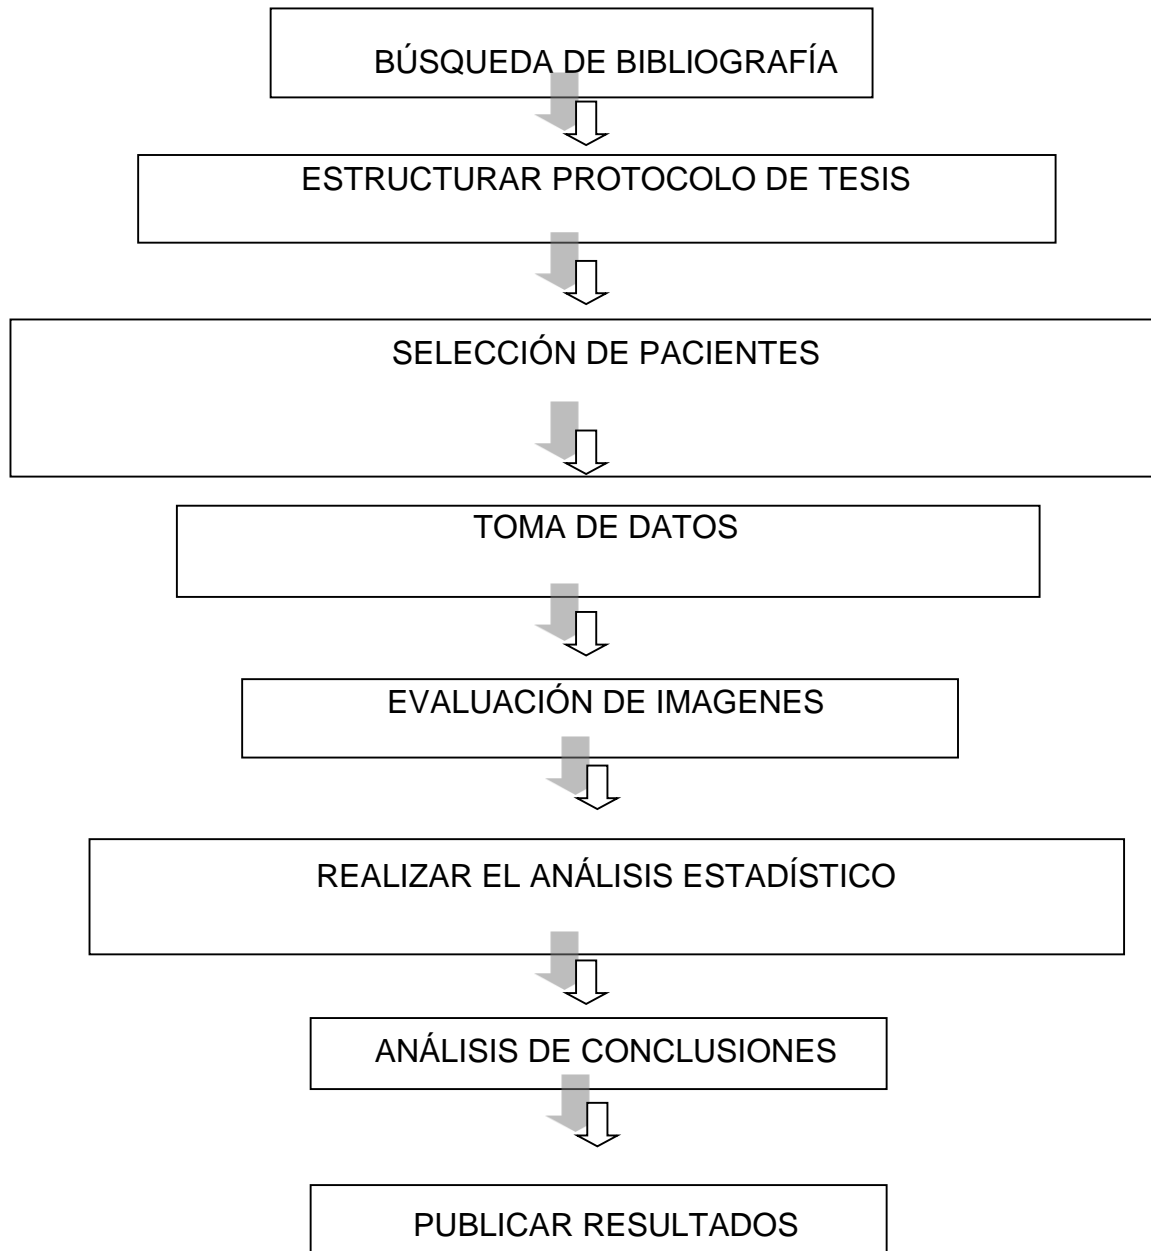 BÚSQUEDA DE BIBLIOGRAFÍA
ESTRUCTURAR PROTOCOLO DE TESIS
SELECCIÓN DE PACIENTES
TOMA DE DATOS
EVALUACIÓN DE IMAGENES
REALIZAR EL ANÁLISIS ESTADÍSTICO
ANÁLISIS DE CONCLUSIONES
PUBLICAR RESULTADOS